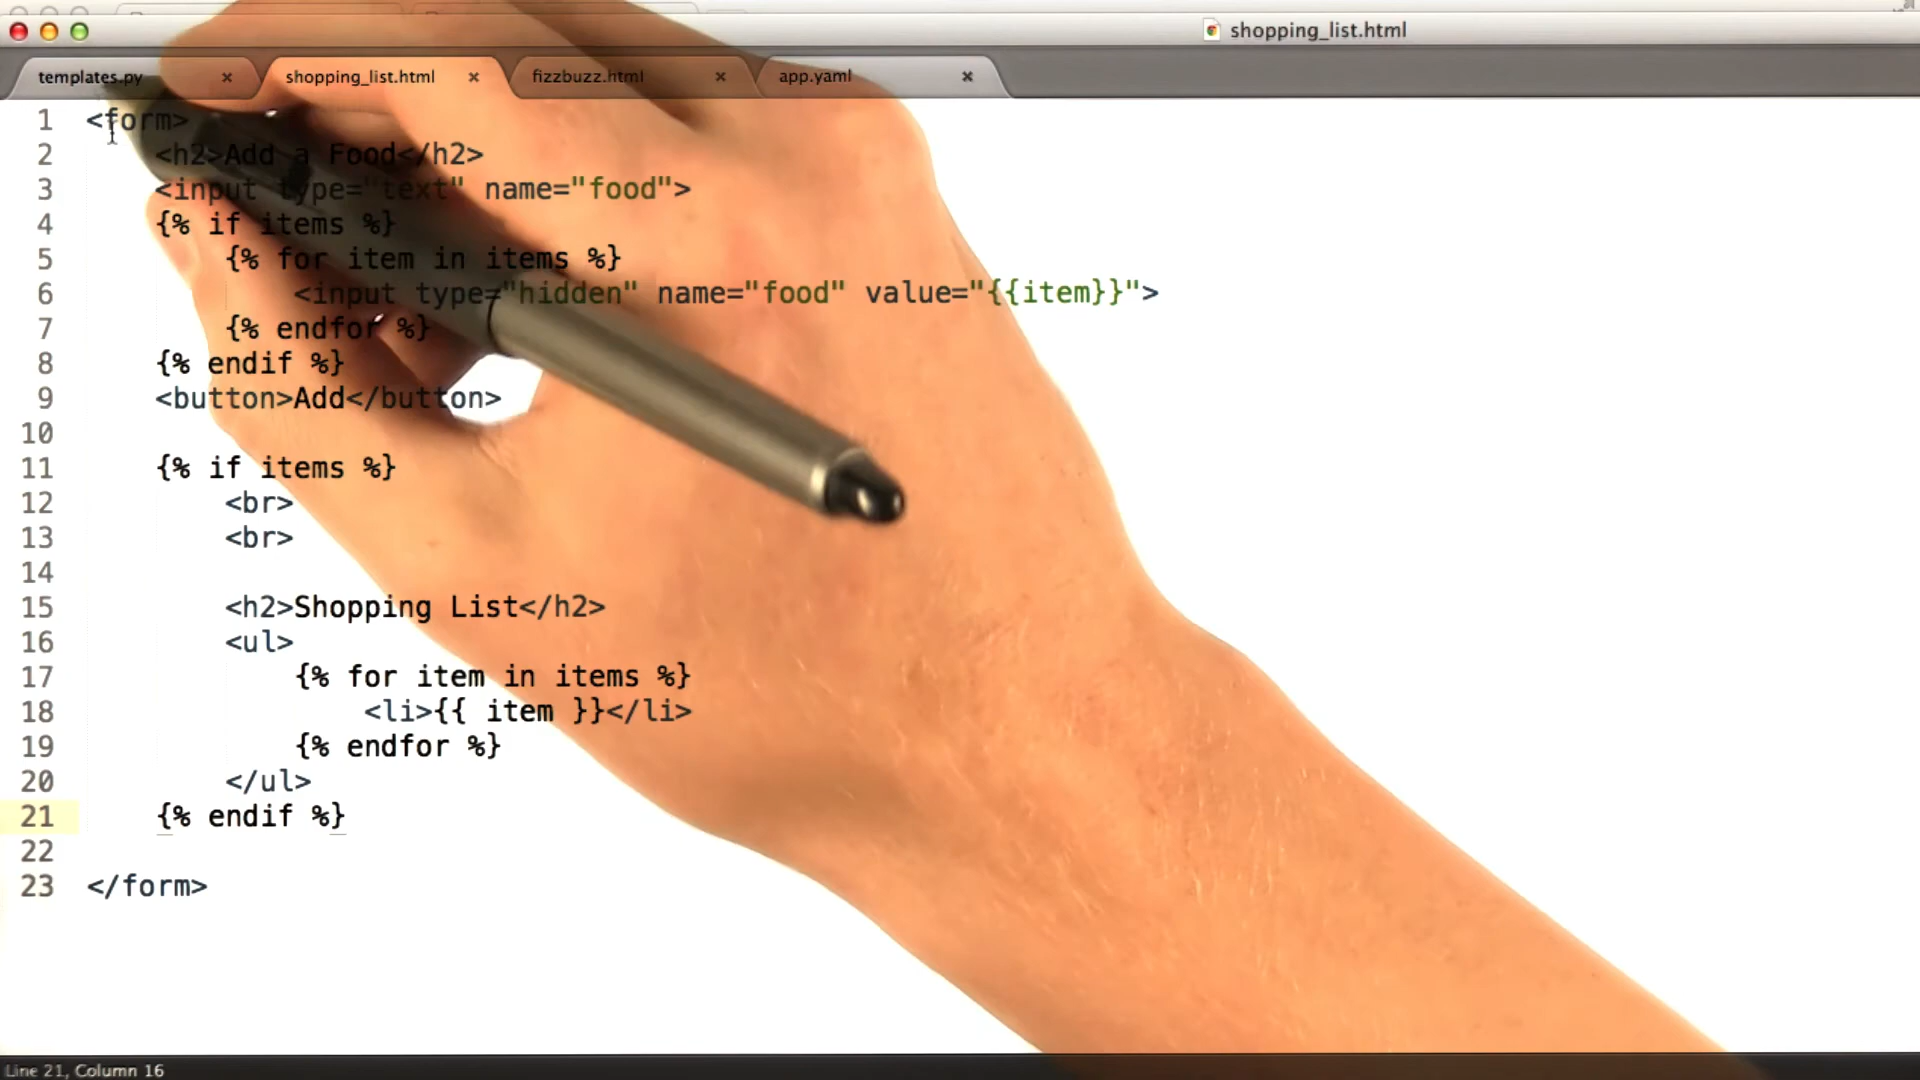 shopping_list.html
templates.py × shopping_list.html × fizzbuzz.html × app.yaml ×
1 <form>
2 <h2>Add a Food</h2>
3 <input type="text" name="food">
4 {% if items %}
5 {% for item in items %}
6 <input type="hidden" name="food" value="{{item}}">
7 {% endfor %}
8 {% endif %}
9 <button>Add</button>
10
11 {% if items %}
12 <br>
13 <br>
14
15 <h2>Shopping List</h2>
16 <ul>
17 {% for item in items %}
18 <li>{{ item }}</li>
19 {% endfor %}
20 </ul>
21 {% endif %}
22
23 </form>
Line 21, Column 16